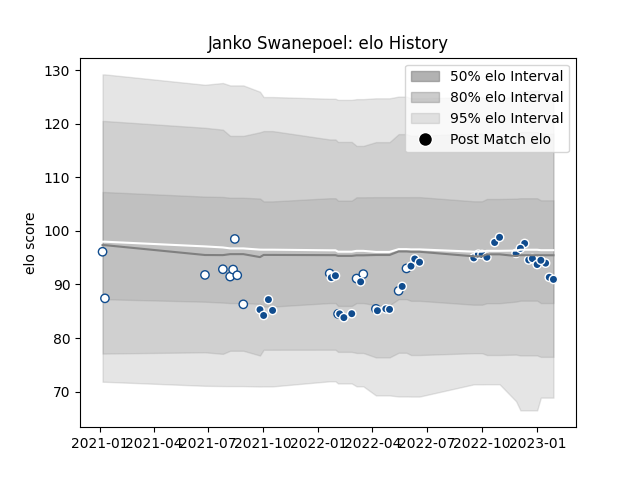 Janko Swanepoel: elo History
130
120
110
100
90
80
70
elo score
50% elo Interval
80% elo Interval
95% elo Interval
Post Match elo
2021-01 2021-04 2021-07 2021-10 2022-01 2022-04 2022-07 2022-10 2023-01